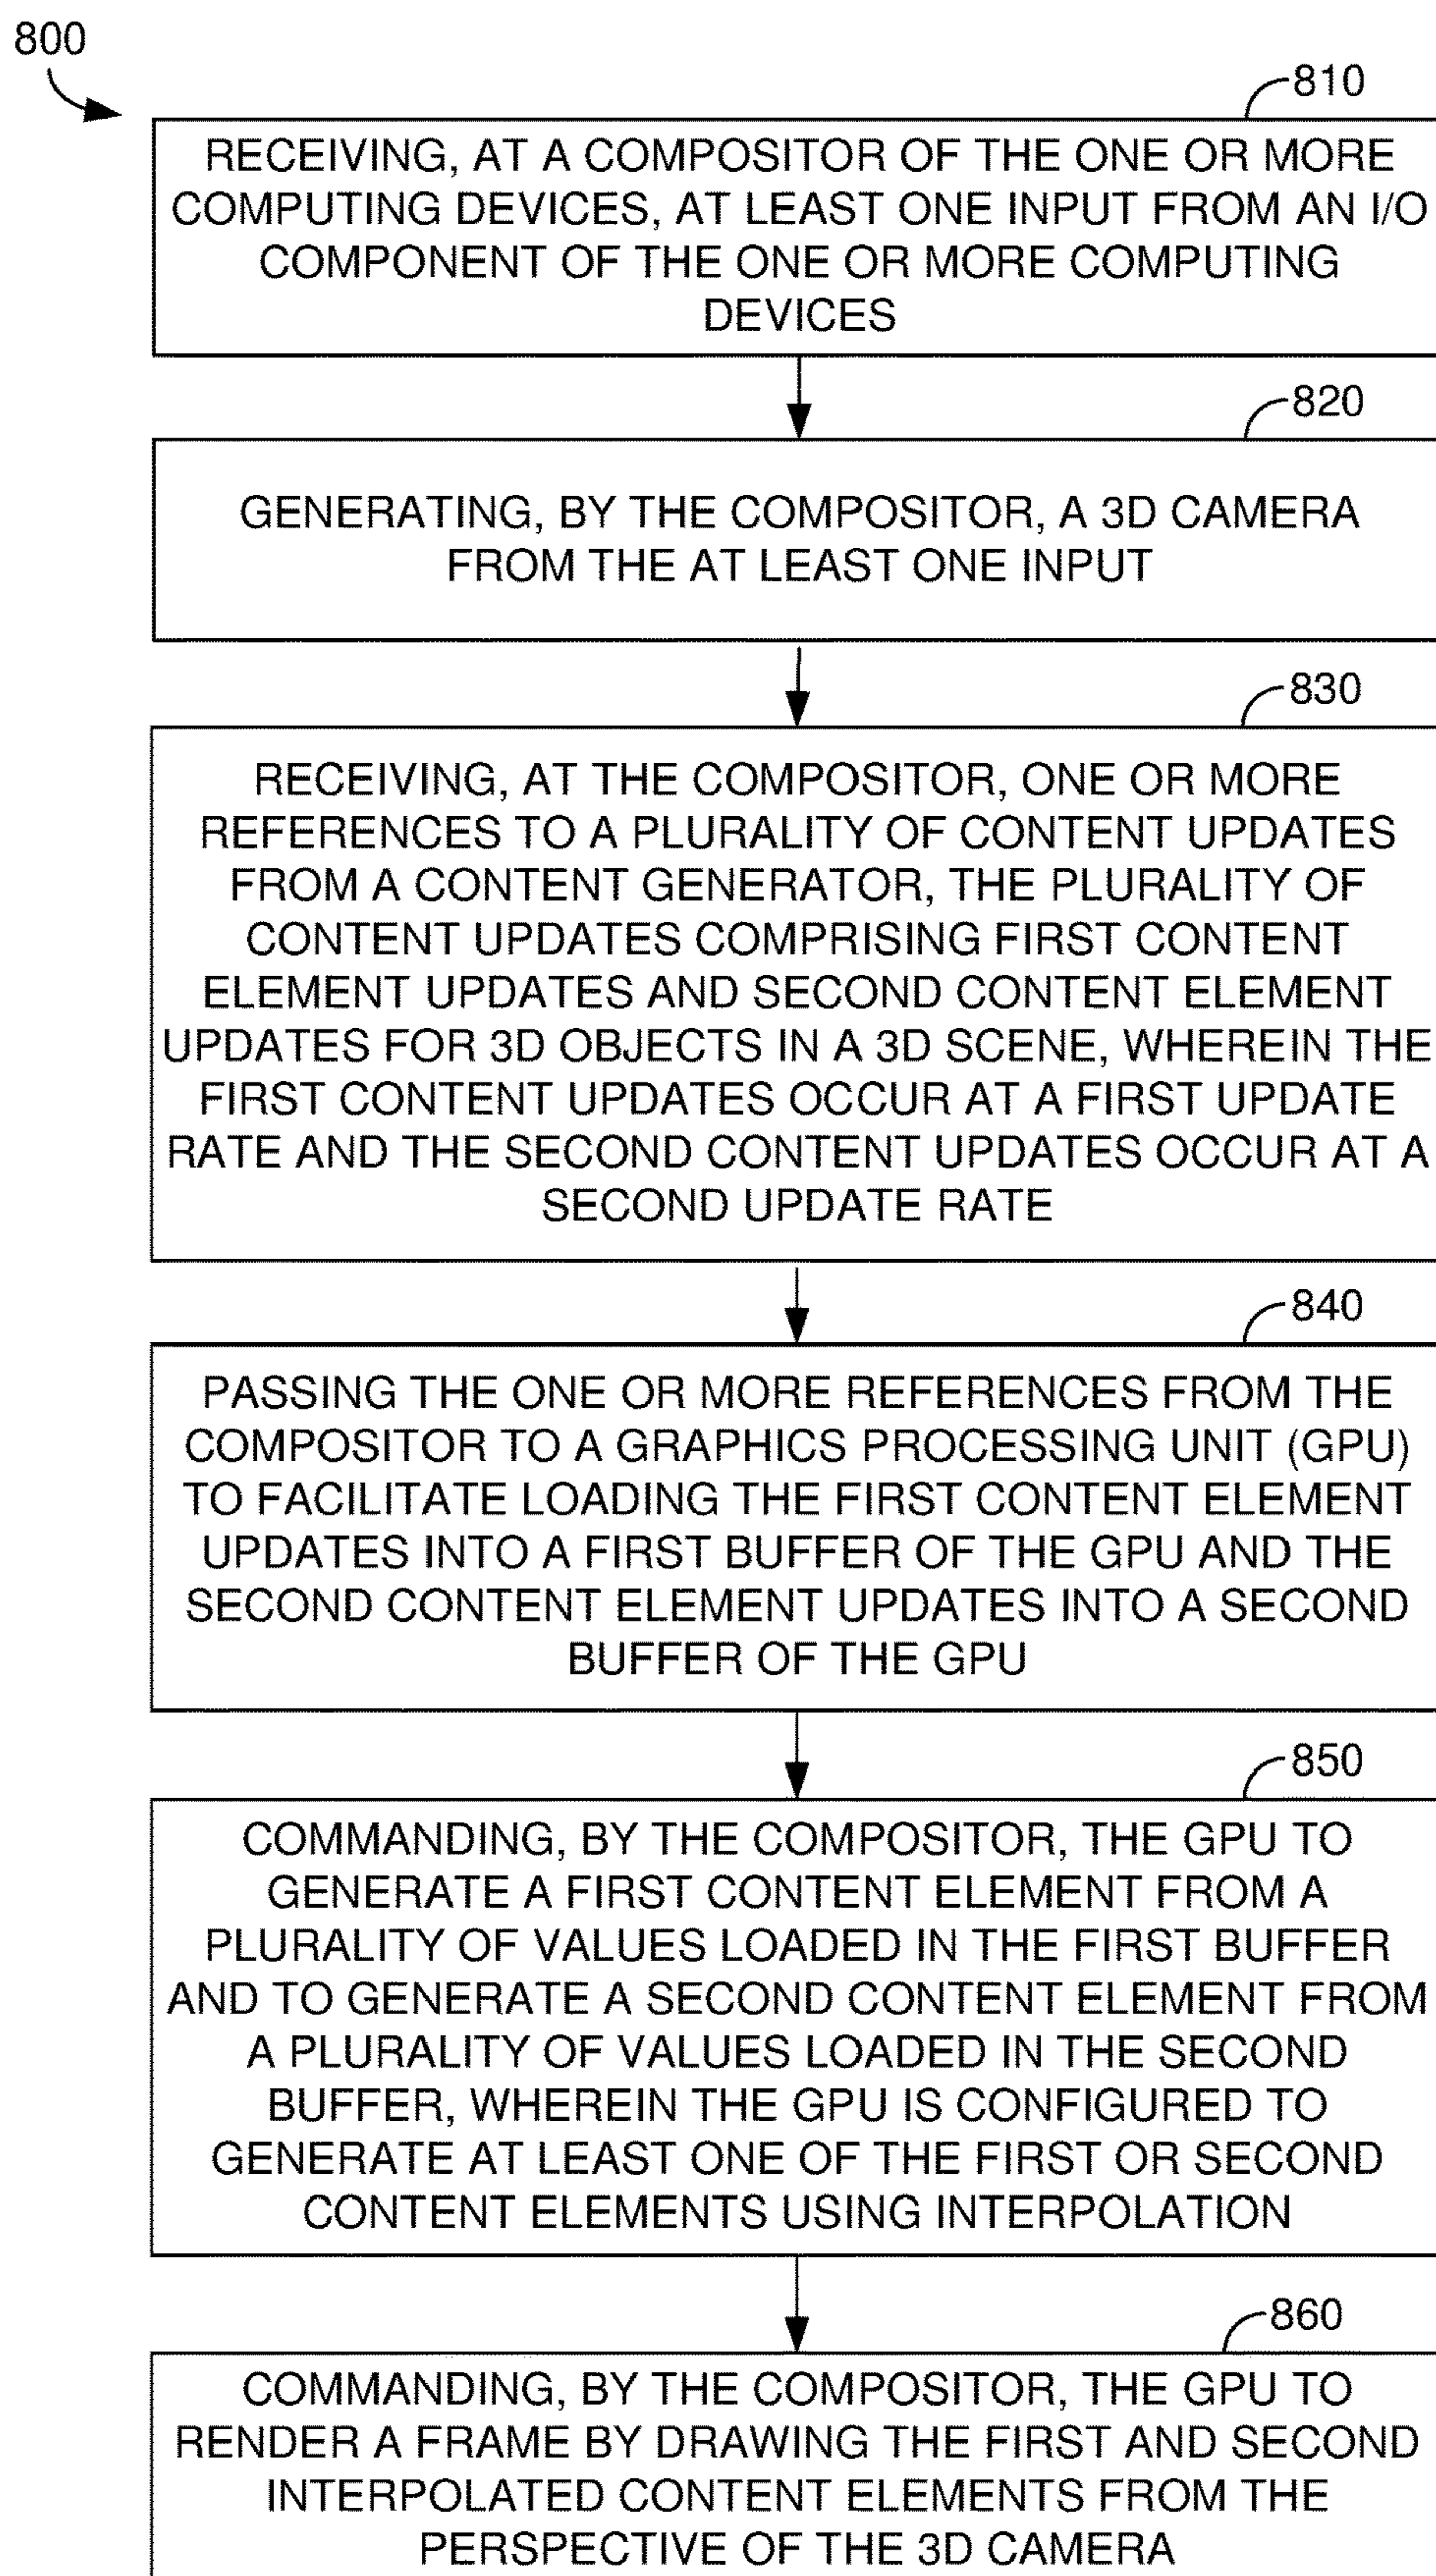 800
810
RECEIVING, AT A COMPOSITOR OF THE ONE OR MORE
COMPUTING DEVICES, AT LEAST ONE INPUT FROM AN I/O
COMPONENT OF THE ONE OR MORE COMPUTING
DEVICES
820
GENERATING, BY THE COMPOSITOR, A 3D CAMERA
FROM THE AT LEAST ONE INPUT
830
RECEIVING, AT THE COMPOSITOR, ONE OR MORE
REFERENCES TO A PLURALITY OF CONTENT UPDATES
FROM A CONTENT GENERATOR, THE PLURALITY OF
CONTENT UPDATES COMPRISING FIRST CONTENT
ELEMENT UPDATES AND SECOND CONTENT ELEMENT
UPDATES FOR 3D OBJECTS IN A 3D SCENE, WHEREIN THE
FIRST CONTENT UPDATES OCCUR AT A FIRST UPDATE
RATE AND THE SECOND CONTENT UPDATES OCCUR AT A
SECOND UPDATE RATE
840
PASSING THE ONE OR MORE REFERENCES FROM THE
COMPOSITOR TO A GRAPHICS PROCESSING UNIT (GPU)
TO FACILITATE LOADING THE FIRST CONTENT ELEMENT
UPDATES INTO A FIRST BUFFER OF THE GPU AND THE
SECOND CONTENT ELEMENT UPDATES INTO A SECOND
BUFFER OF THE GPU
850
COMMANDING, BY THE COMPOSITOR, THE GPU TO
GENERATE A FIRST CONTENT ELEMENT FROM A
PLURALITY OF VALUES LOADED IN THE FIRST BUFFER
AND TO GENERATE A SECOND CONTENT ELEMENT FROM
A PLURALITY OF VALUES LOADED IN THE SECOND
BUFFER, WHEREIN THE GPU IS CONFIGURED TO
GENERATE AT LEAST ONE OF THE FIRST OR SECOND
CONTENT ELEMENTS USING INTERPOLATION
860
COMMANDING, BY THE COMPOSITOR, THE GPU TO
RENDER A FRAME BY DRAWING THE FIRST AND SECOND
INTERPOLATED CONTENT ELEMENTS FROM THE
PERSPECTIVE OF THE 3D CAMERA